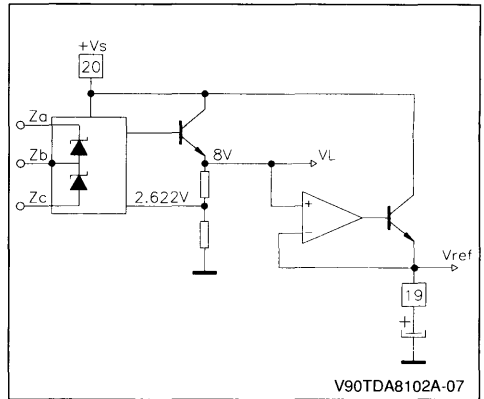 +Vs
20
Za
Zb
Zc
8V
VL
2.622V
+
−
Vref
19
+
V90TDA8102A-07